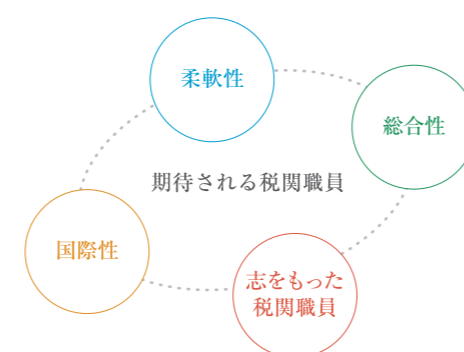 柔軟性
総合性
期待される税関職員
国際性
志をもった
税関職員